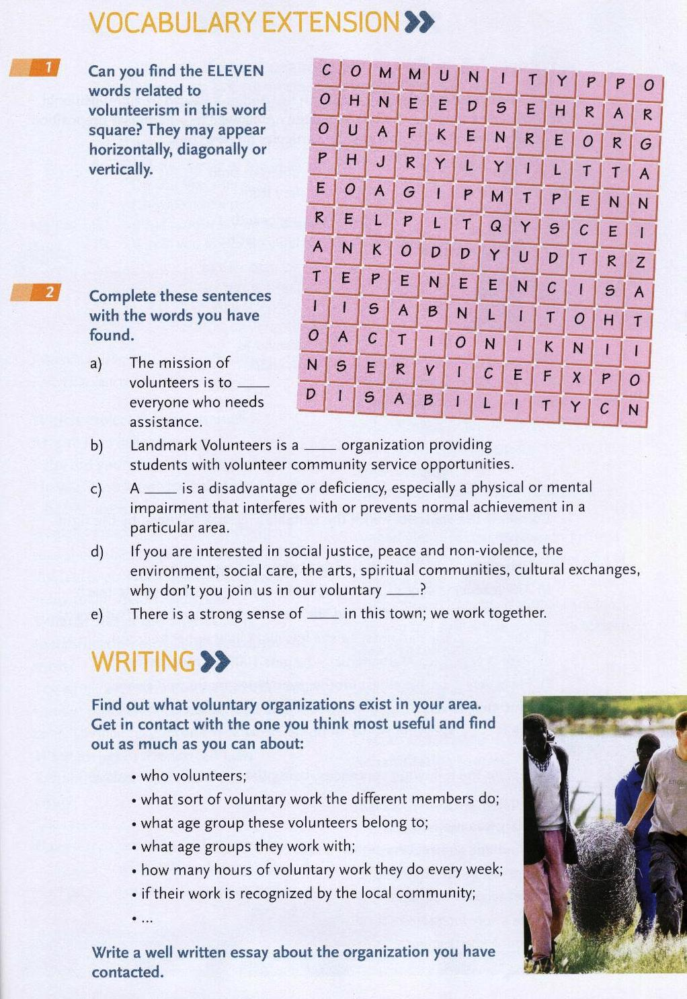 VOCABULARY EXTENSION
1
Can you find the ELEVEN
words related to
volunteerism in this word
square? They may appear
horizontally, diagonally or
vertically.
C O M M U N I T Y P P O
O H N E E D S E H R A R
O U A F K E N R E O R G
P H J R Y L Y I L T T A
E O A G I P M T P E N N
R E L P L T Q Y S C E I
A N K O D D Y U D T R Z
T E P E N E E N C I S A
I I S A B N L I T O H T
O A C T I O N I K N I I
N S E R V I C E F X P O
D I S A B I L I T Y C N
2
Complete these sentences
with the words you have
found.
a) The mission of
volunteers is to ____
everyone who needs
assistance.
b) Landmark Volunteers is a ____ organization providing
students with volunteer community service opportunities.
c) A ____ is a disadvantage or deficiency, especially a physical or mental
impairment that interferes with or prevents normal achievement in a
particular area.
d) If you are interested in social justice, peace and non-violence, the
environment, social care, the arts, spiritual communities, cultural exchanges,
why don't you join us in our voluntary ____?
e) There is a strong sense of ____ in this town; we work together.
WRITING
Find out what voluntary organizations exist in your area.
Get in contact with the one you think most useful and find
out as much as you can about:
• who volunteers;
• what sort of voluntary work the different members do;
• what age group these volunteers belong to;
• what age groups they work with;
• how many hours of voluntary work they do every week;
• if their work is recognized by the local community;
• ...
Write a well written essay about the organization you have
contacted.